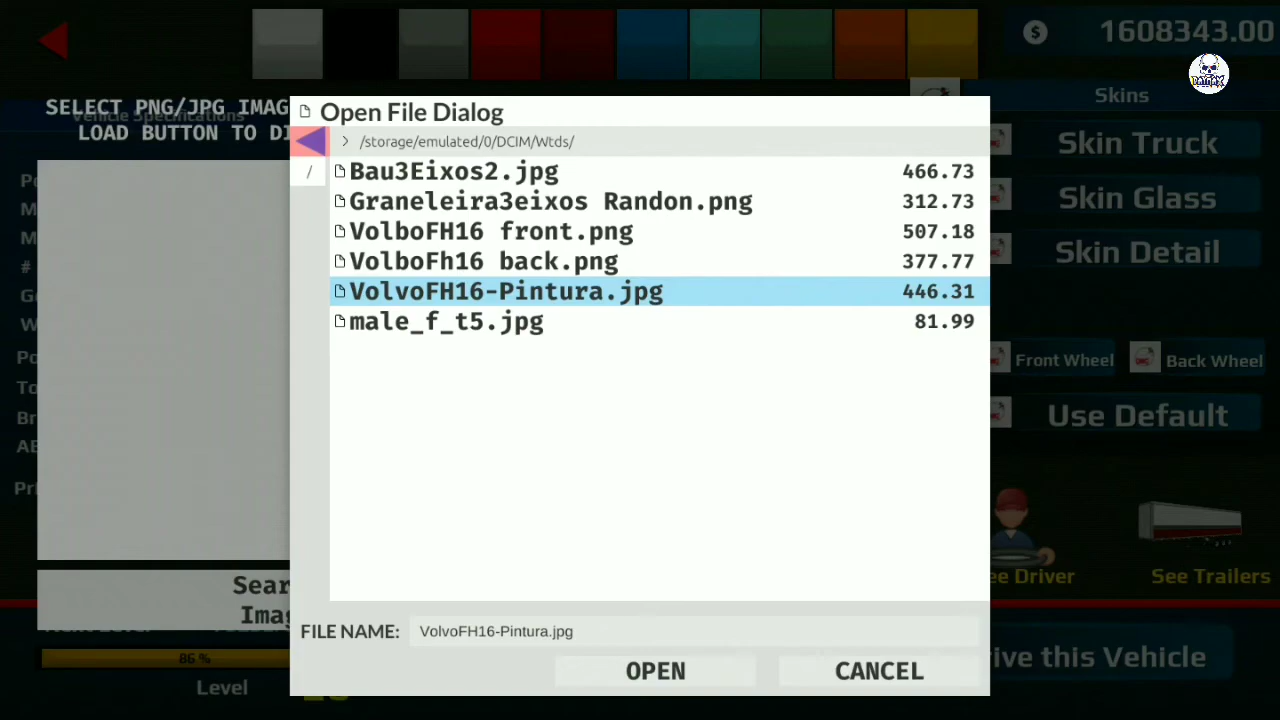 1608343.00
SELECT PNG/JPG IMAG
Vehicle Specifications
LOAD BUTTON TO DI
Open File Dialog
/storage/emulated/0/DCIM/Wtds/
/
Bau3Eixos2.jpg 466.73
Graneleira3eixos Randon.png 312.73
VolboFH16 front.png 507.18
VolboFh16 back.png 377.77
VolvoFH16-Pintura.jpg 446.31
male_f_t5.jpg 81.99
Skins
Skin Truck
Skin Glass
Skin Detail
Front Wheel
Back Wheel
Use Default
ee Driver
See Trailers
Sear
Imag
FILE NAME: VolvoFH16-Pintura.jpg
OPEN
CANCEL
ive this Vehicle
86 %
Level